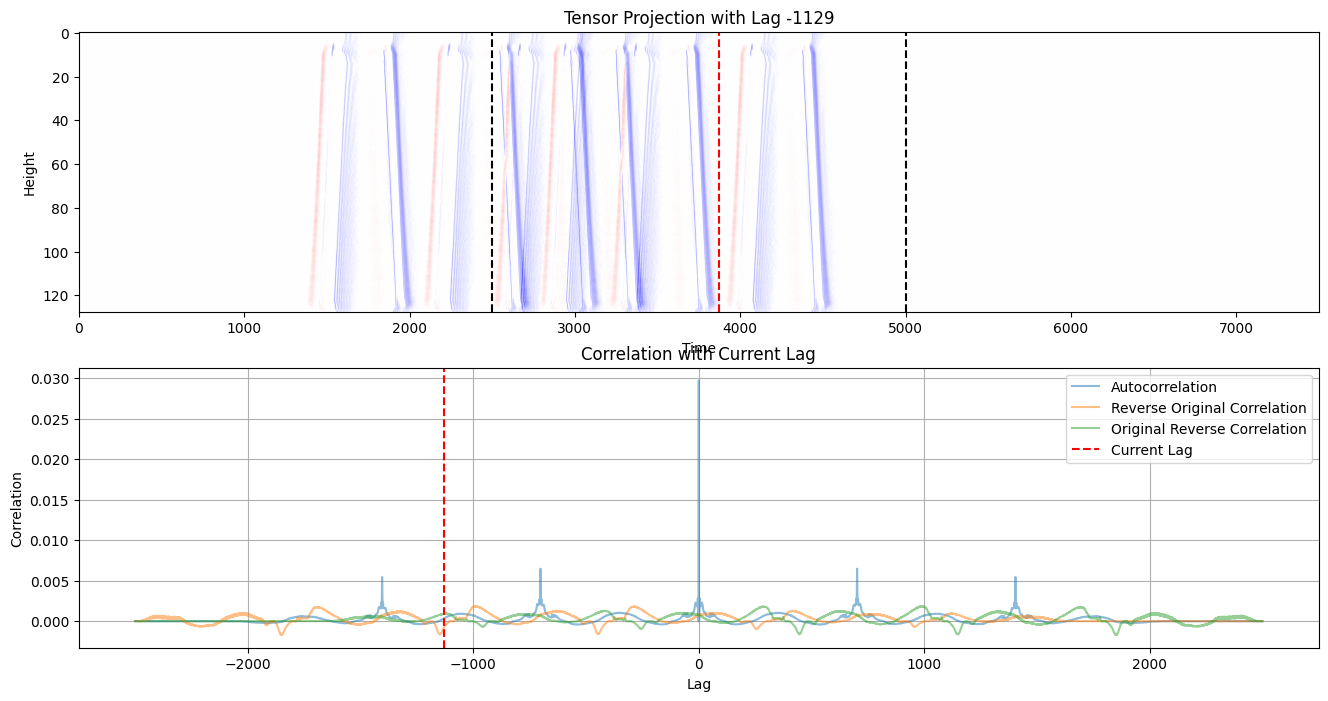 Tensor Projection with Lag -1129
Height
0
20
40
60
80
100
120
0 1000 2000 3000 4000 5000 6000 7000
Time
Correlation with Current Lag
Correlation
0.030
0.025
0.020
0.015
0.010
0.005
0.000
Autocorrelation
Reverse Original Correlation
Original Reverse Correlation
Current Lag
−2000 −1000 0 1000 2000
Lag